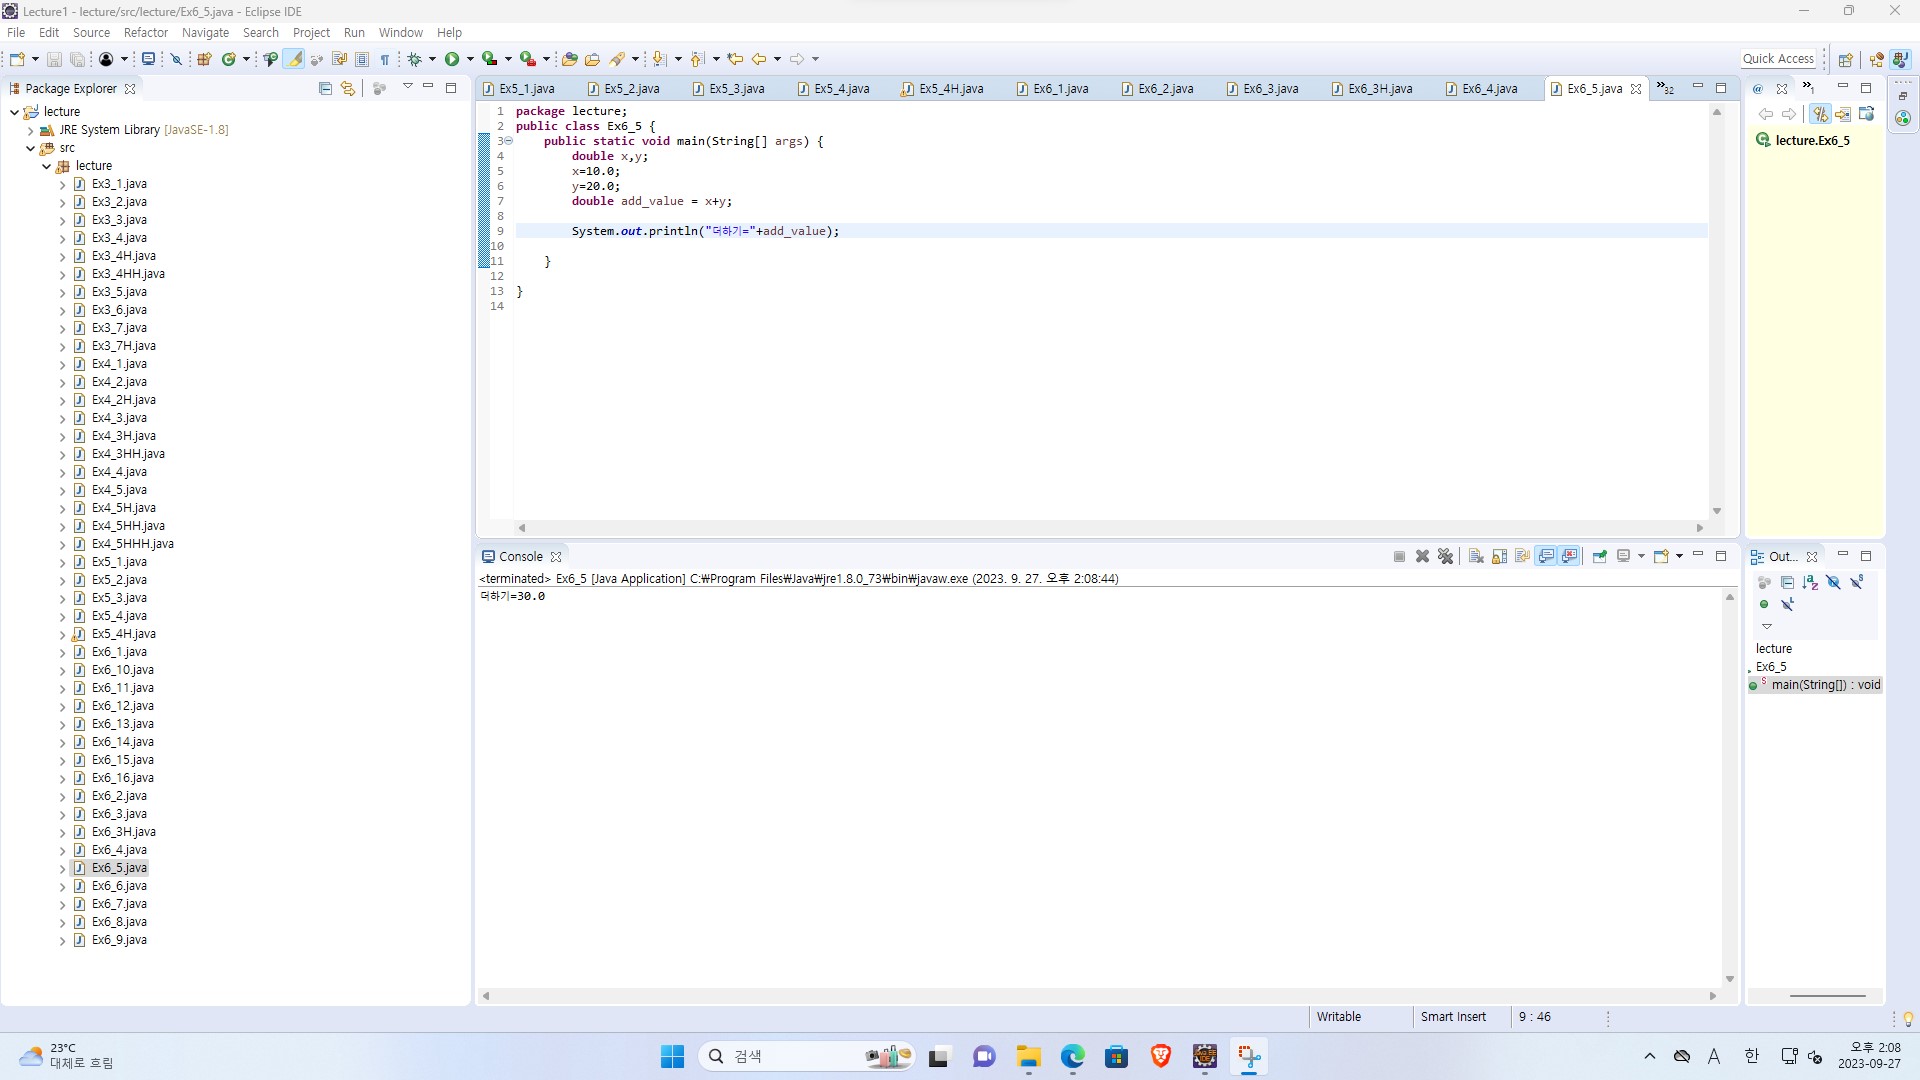 Lecture1 - lecture/src/lecture/Ex6_5.java - Eclipse IDE
File Edit Source Refactor Navigate Search Project Run Window Help
Quick Access
Package Explorer
lecture
JRE System Library [JavaSE-1.8]
src
lecture
Ex3_1.java
Ex3_2.java
Ex3_3.java
Ex3_4.java
Ex3_4H.java
Ex3_4HH.java
Ex3_5.java
Ex3_6.java
Ex3_7.java
Ex3_7H.java
Ex4_1.java
Ex4_2.java
Ex4_2H.java
Ex4_3.java
Ex4_3H.java
Ex4_3HH.java
Ex4_4.java
Ex4_5.java
Ex4_5H.java
Ex4_5HH.java
Ex4_5HHH.java
Ex5_1.java
Ex5_2.java
Ex5_3.java
Ex5_4.java
Ex5_4H.java
Ex6_1.java
Ex6_10.java
Ex6_11.java
Ex6_12.java
Ex6_13.java
Ex6_14.java
Ex6_15.java
Ex6_16.java
Ex6_2.java
Ex6_3.java
Ex6_3H.java
Ex6_4.java
Ex6_5.java
Ex6_6.java
Ex6_7.java
Ex6_8.java
Ex6_9.java
Ex5_1.java Ex5_2.java Ex5_3.java Ex5_4.java Ex5_4H.java Ex6_1.java Ex6_2.java Ex6_3.java Ex6_3H.java Ex6_4.java Ex6_5.java »32
1 package lecture;
2 public class Ex6_5 {
3 public static void main(String[] args) {
4 double x,y;
5 x=10.0;
6 y=20.0;
7 double add_value = x+y;
8
9 System.out.println("더하기="+add_value);
10
11 }
12
13 }
14
@ »1
lecture.Ex6_5
Console
<terminated> Ex6_5 [Java Application] C:₩Program Files₩Java₩jre1.8.0_73₩bin₩javaw.exe (2023. 9. 27. 오후 2:08:44)
더하기=30.0
Out...
lecture
Ex6_5
main(String[]) : void
Writable Smart Insert 9 : 46
23°C
대체로 흐림
검색
A 한
오후 2:08
2023-09-27